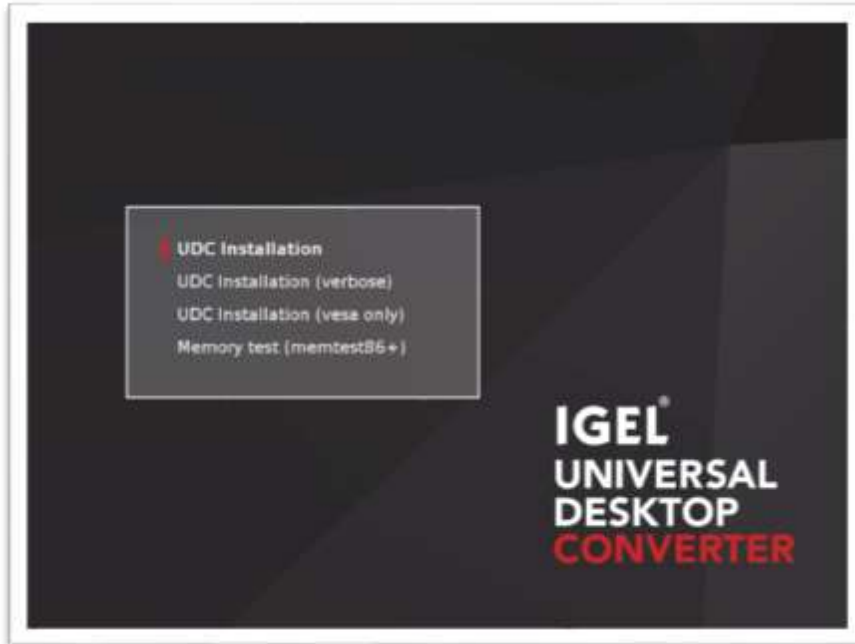 UDC Installation
UDC Installation (verbose)
UDC Installation (vesa only)
Memory test (memtest86+)
IGEL®
UNIVERSAL
DESKTOP
CONVERTER